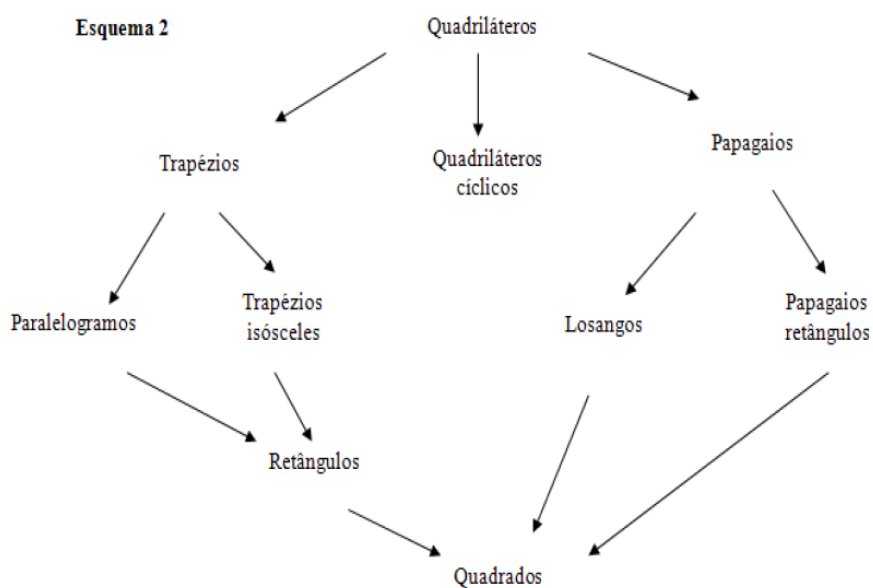 Esquema 2
Quadriláteros
Trapézios
Quadriláteros
cíclicos
Papagaios
Paralelogramos
Trapézios
isósceles
Losangos
Papagaios
retângulos
Retângulos
Quadrados